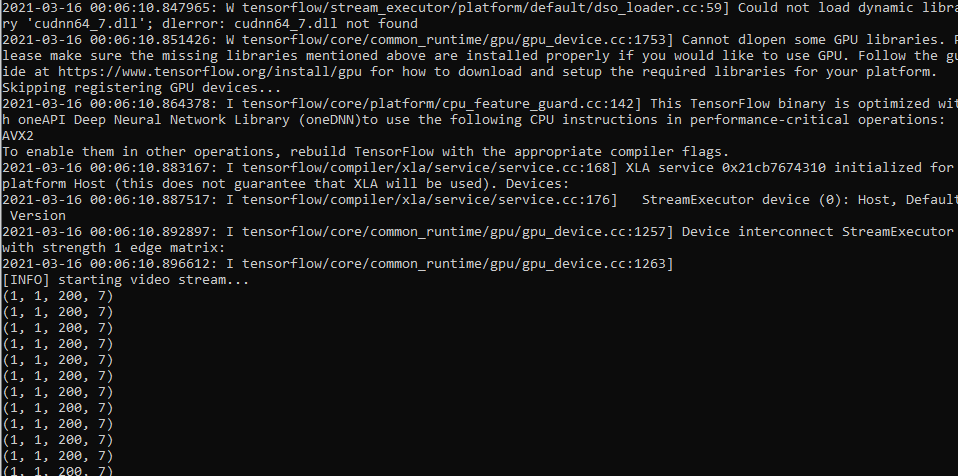 2021-03-16 00:06:10.847965: W tensorflow/stream_executor/platform/default/dso_loader.cc:59] Could not load dynamic libra
ry 'cudnn64_7.dll'; dlerror: cudnn64_7.dll not found
2021-03-16 00:06:10.851426: W tensorflow/core/common_runtime/gpu/gpu_device.cc:1753] Cannot dlopen some GPU libraries. P
lease make sure the missing libraries mentioned above are installed properly if you would like to use GPU. Follow the gu
ide at https://www.tensorflow.org/install/gpu for how to download and setup the required libraries for your platform.
Skipping registering GPU devices...
2021-03-16 00:06:10.864378: I tensorflow/core/platform/cpu_feature_guard.cc:142] This TensorFlow binary is optimized wit
h oneAPI Deep Neural Network Library (oneDNN)to use the following CPU instructions in performance-critical operations:
AVX2
To enable them in other operations, rebuild TensorFlow with the appropriate compiler flags.
2021-03-16 00:06:10.883167: I tensorflow/compiler/xla/service/service.cc:168] XLA service 0x21cb7674310 initialized for
platform Host (this does not guarantee that XLA will be used). Devices:
2021-03-16 00:06:10.887517: I tensorflow/compiler/xla/service/service.cc:176]   StreamExecutor device (0): Host, Default
 Version
2021-03-16 00:06:10.892897: I tensorflow/core/common_runtime/gpu/gpu_device.cc:1257] Device interconnect StreamExecutor
with strength 1 edge matrix:
2021-03-16 00:06:10.896612: I tensorflow/core/common_runtime/gpu/gpu_device.cc:1263]
[INFO] starting video stream...
(1, 1, 200, 7)
(1, 1, 200, 7)
(1, 1, 200, 7)
(1, 1, 200, 7)
(1, 1, 200, 7)
(1, 1, 200, 7)
(1, 1, 200, 7)
(1, 1, 200, 7)
(1, 1, 200, 7)
(1, 1, 200, 7)
(1, 1, 200, 7)
(1, 1, 200, 7)